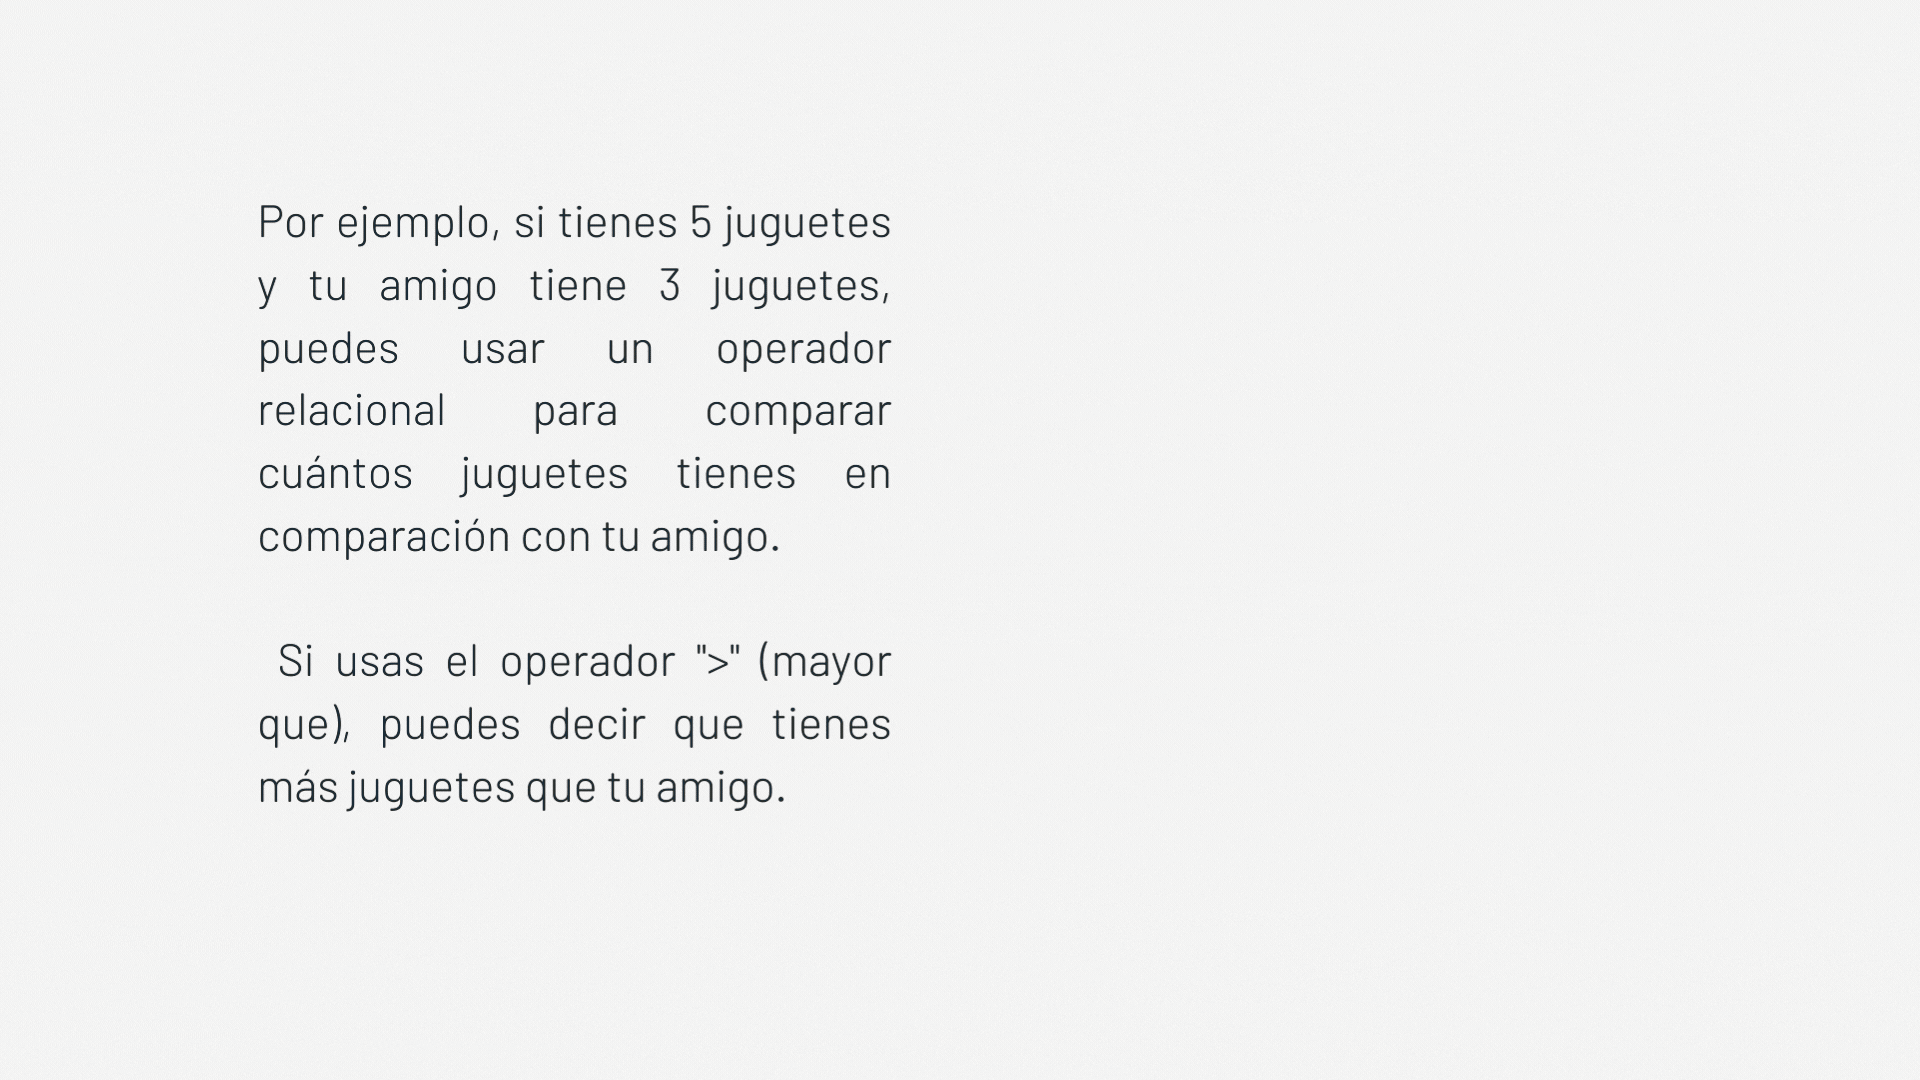 Por ejemplo, si tienes 5 juguetes
y tu amigo tiene 3 juguetes,
puedes usar un operador
relacional para comparar
cuántos juguetes tienes en
comparación con tu amigo.
Si usas el operador ">" (mayor
que), puedes decir que tienes
más juguetes que tu amigo.